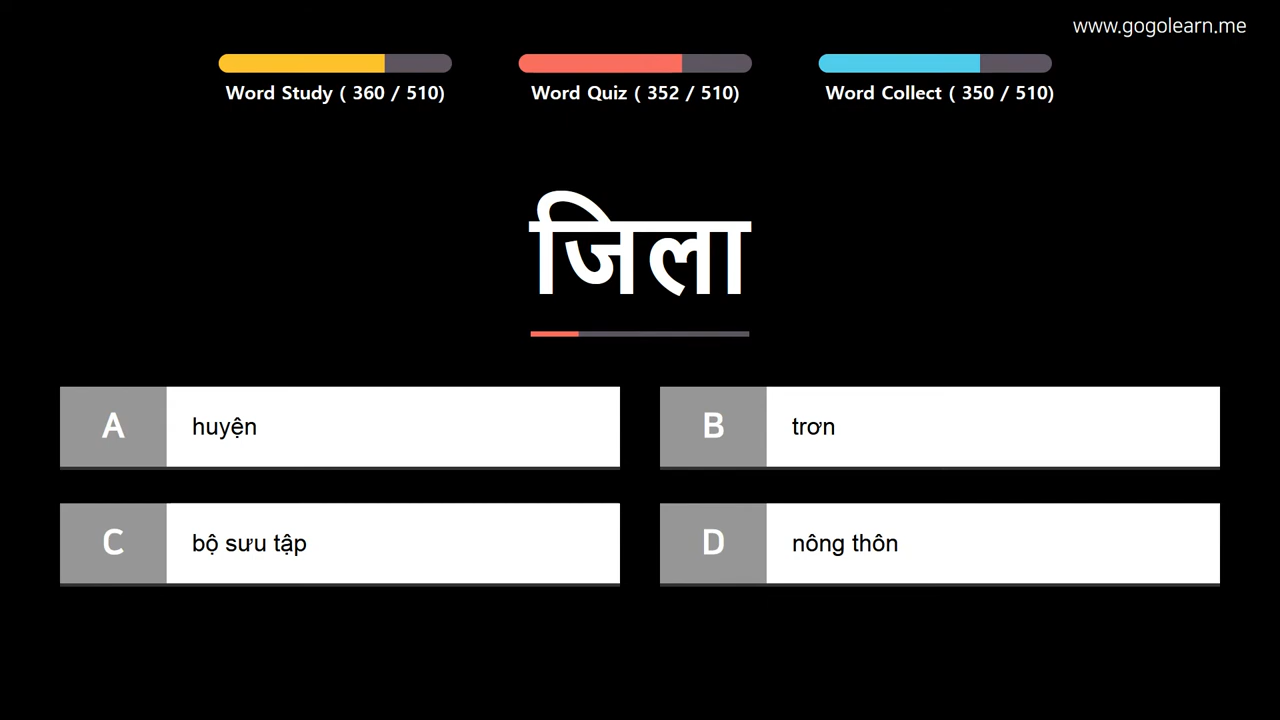 www.gogolearn.me
Word Study ( 360 / 510)
Word Quiz ( 352 / 510)
Word Collect ( 350 / 510)
जिला
A
huyện
B
trơn
C
bộ sưu tập
D
nông thôn